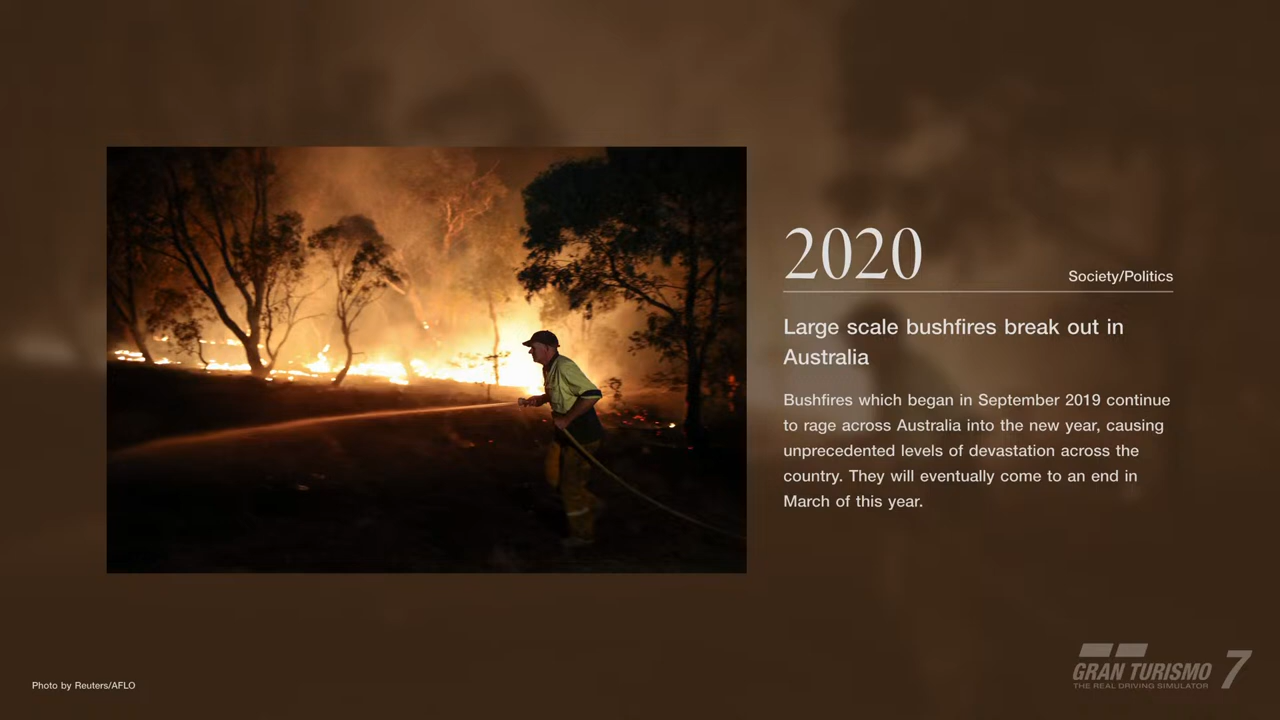 2020
Society/Politics
Large scale bushfires break out in
Australia
Bushfires which began in September 2019 continue
to rage across Australia into the new year, causing
unprecedented levels of devastation across the
country. They will eventually come to an end in
March of this year.
Photo by Reuters/AFLO
GRAN TURISMO 7
THE REAL DRIVING SIMULATOR